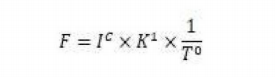 F = I^C × K^1 × 1/T^0